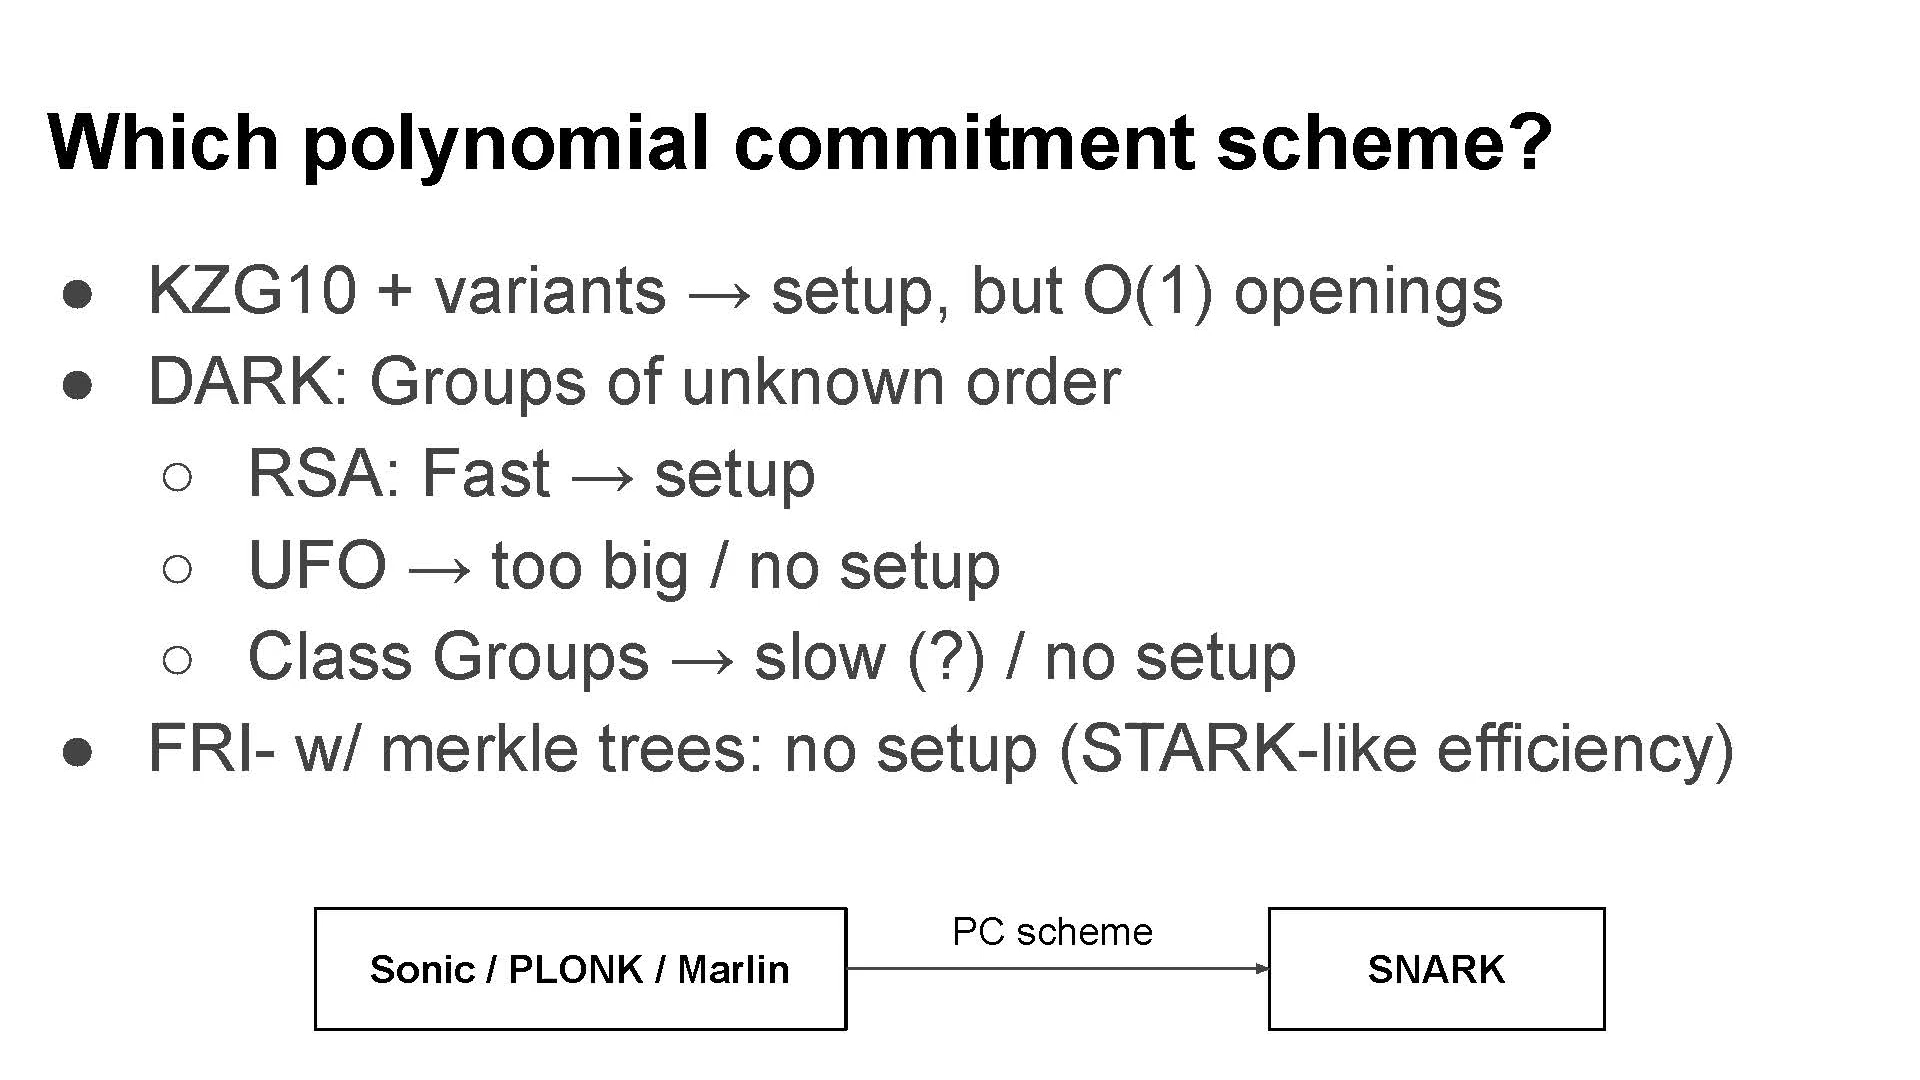 Which polynomial commitment scheme?
● KZG10 + variants → setup, but O(1) openings
● DARK: Groups of unknown order
○ RSA: Fast → setup
○ UFO → too big / no setup
○ Class Groups → slow (?) / no setup
● FRI- w/ merkle trees: no setup (STARK-like efficiency)
PC scheme
Sonic / PLONK / Marlin
SNARK